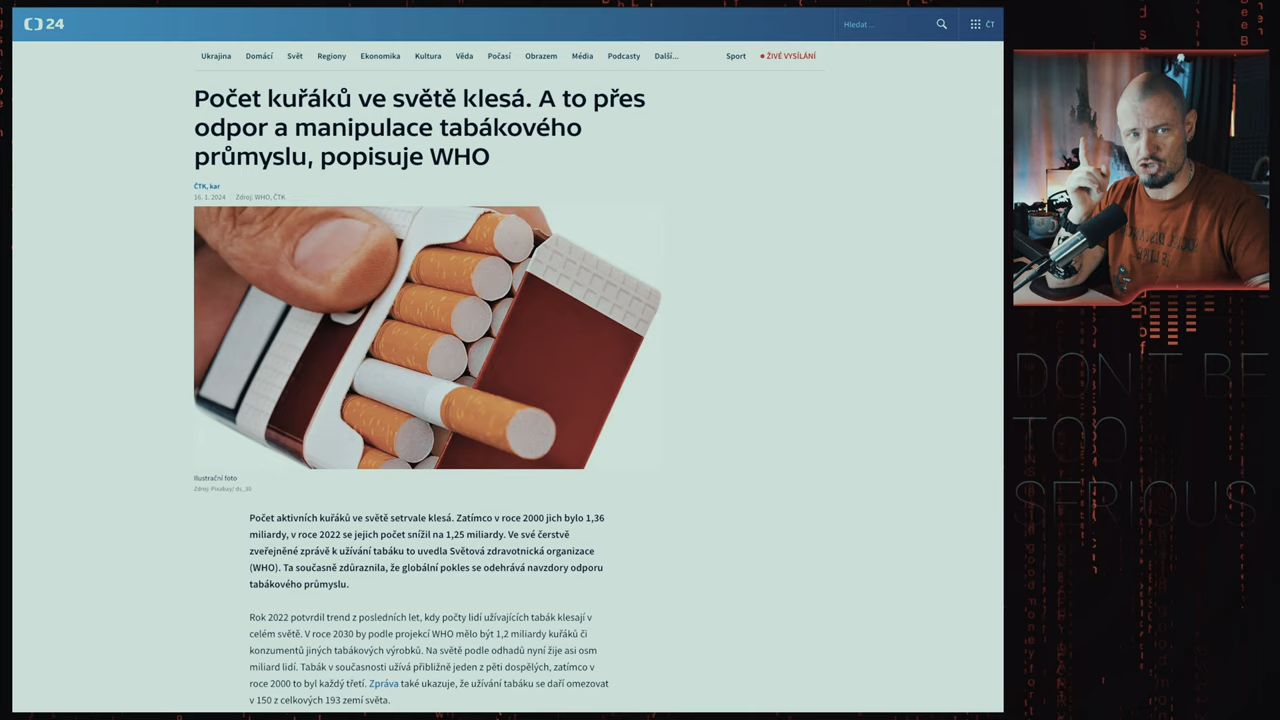 24
Hledat ...
ČT
Ukrajina Domácí Svět Regiony Ekonomika Kultura Věda Počasí Obrazem Média Podcasty Další... Sport ŽIVÉ VYSÍLÁNÍ
Počet kuřáků ve světě klesá. A to přes
odpor a manipulace tabákového
průmyslu, popisuje WHO
ČTK, kar
16. 1. 2024 Zdroj: WHO, ČTK
Ilustrační foto
Zdroj: Pixabay/ ds_30
Počet aktivních kuřáků ve světě setrvale klesá. Zatímco v roce 2000 jich bylo 1,36
miliardy, v roce 2022 se jejich počet snížil na 1,25 miliardy. Ve své čerstvě
zveřejněné zprávě k užívání tabáku to uvedla Světová zdravotnická organizace
(WHO). Ta současně zdůraznila, že globální pokles se odehrává navzdory odporu
tabákového průmyslu.
Rok 2022 potvrdil trend z posledních let, kdy počty lidí užívajících tabák klesají v
celém světě. V roce 2030 by podle projekcí WHO mělo být 1,2 miliardy kuřáků či
konzumentů jiných tabákových výrobků. Na světě podle odhadů nyní žije asi osm
miliard lidí. Tabák v současnosti užívá přibližně jeden z pěti dospělých, zatímco v
roce 2000 to byl každý třetí. Zpráva také ukazuje, že užívání tabáku se daří omezovat
v 150 z celkových 193 zemí světa.
DON'T BE
TOO
SERIOUS